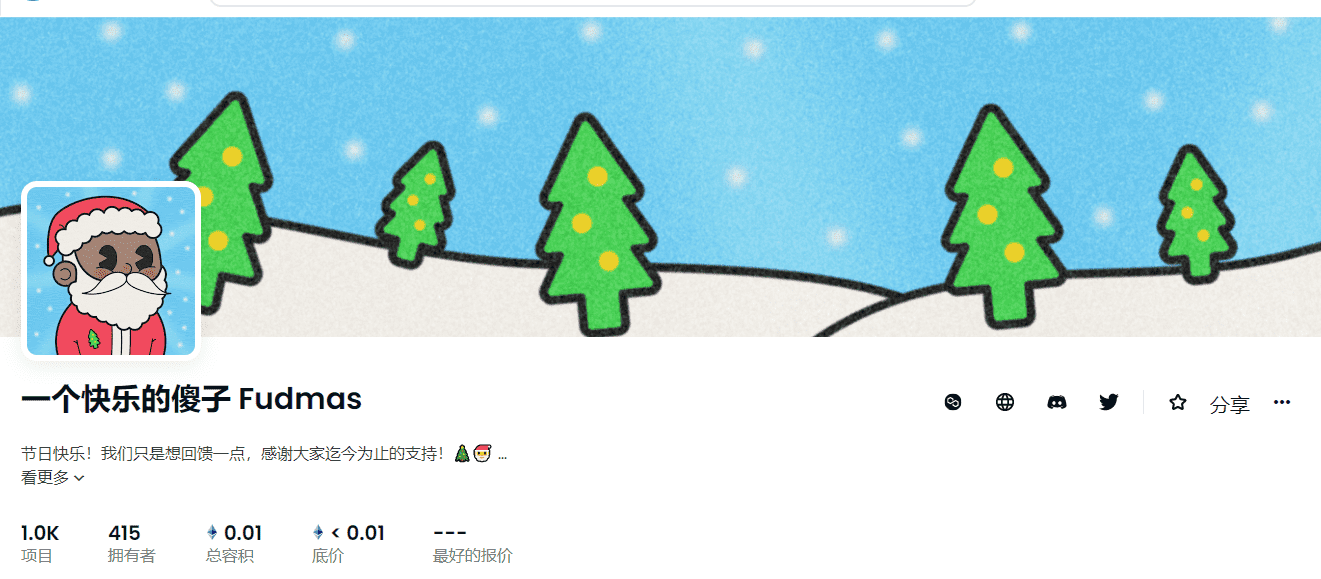 一个快乐的傻子 Fudmas
分享
节日快乐！我们只是想回馈一点，感谢大家迄今为止的支持！🎄🎅 ...
看更多
1.0K 415 0.01 < 0.01 ---
项目 拥有者 总容积 底价 最好的报价